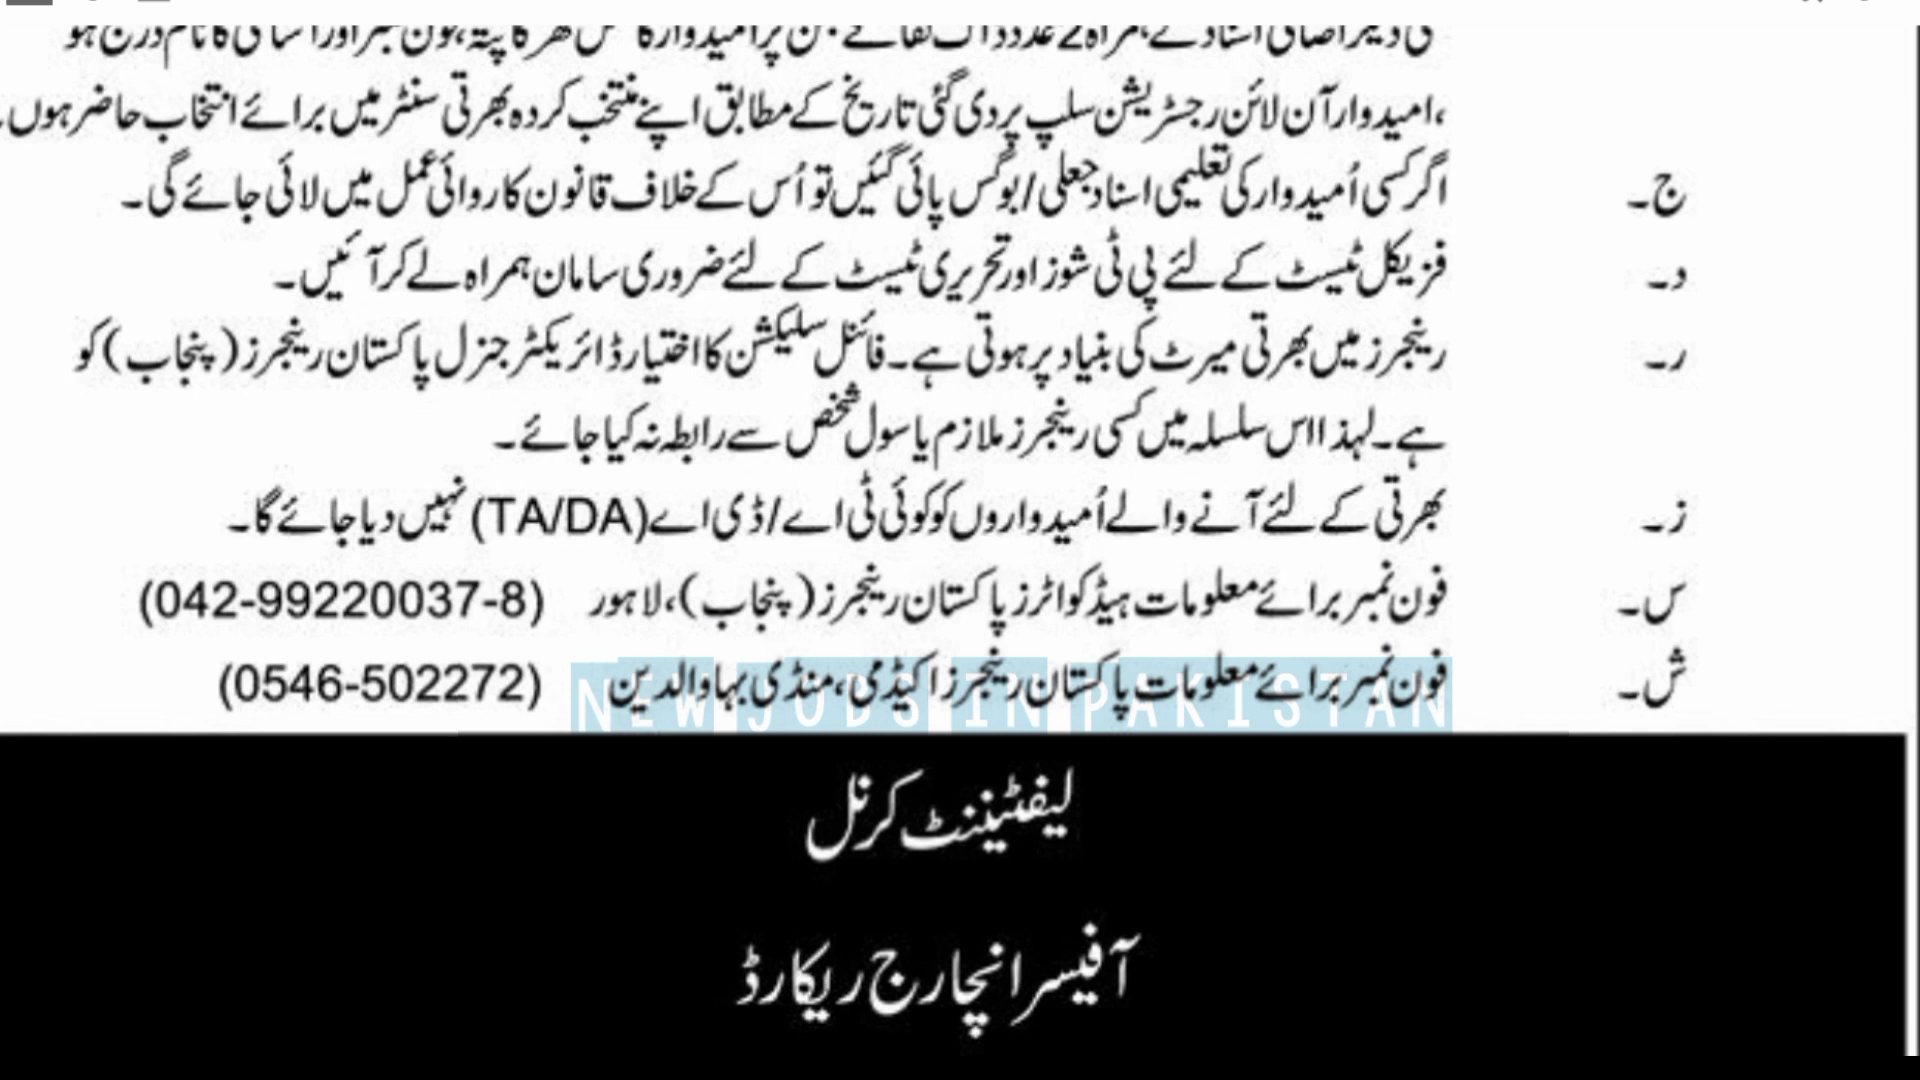 ،امیدوار آن لائن رجسٹریشن سلپ پر دی گئی تاریخ کے مطابق اپنے منتخب کردہ بھرتی سنٹر میں برائے انتخاب حاضر ہوں۔
ج۔ اگر کسی اُمیدوار کی تعلیمی اسناد جعلی/بوگس پائی گئیں تو اُس کے خلاف قانون کاروائی عمل میں لائی جائے گی۔
د۔ فزیکل ٹیسٹ کے لئے پی ٹی شوز اور تحریری ٹیسٹ کے لئے ضروری سامان ہمراہ لے کر آئیں۔
ر۔ رینجرز میں بھرتی میرٹ کی بنیاد پر ہوتی ہے۔ فائنل سلیکشن کا اختیار ڈائریکٹر جنرل پاکستان رینجرز (پنجاب) کو
ہے۔ لہذا اس سلسلہ میں کسی رینجرز ملازم یا سول شخص سے رابطہ نہ کیا جائے۔
ز۔ بھرتی کے لئے آنے والے اُمیدواروں کو کوئی ٹی اے/ڈی اے (TA/DA) نہیں دیا جائے گا۔
س۔ فون نمبر برائے معلومات ہیڈکواٹرز پاکستان رینجرز (پنجاب)، لاہور (042-99220037-8)
ش۔ فون نمبر برائے معلومات پاکستان رینجرز اکیڈمی، منڈی بہاوالدین (0546-502272)
NEW JOBS IN PAKISTAN
لیفٹیننٹ کرنل
آفیسر انچارج ریکارڈ